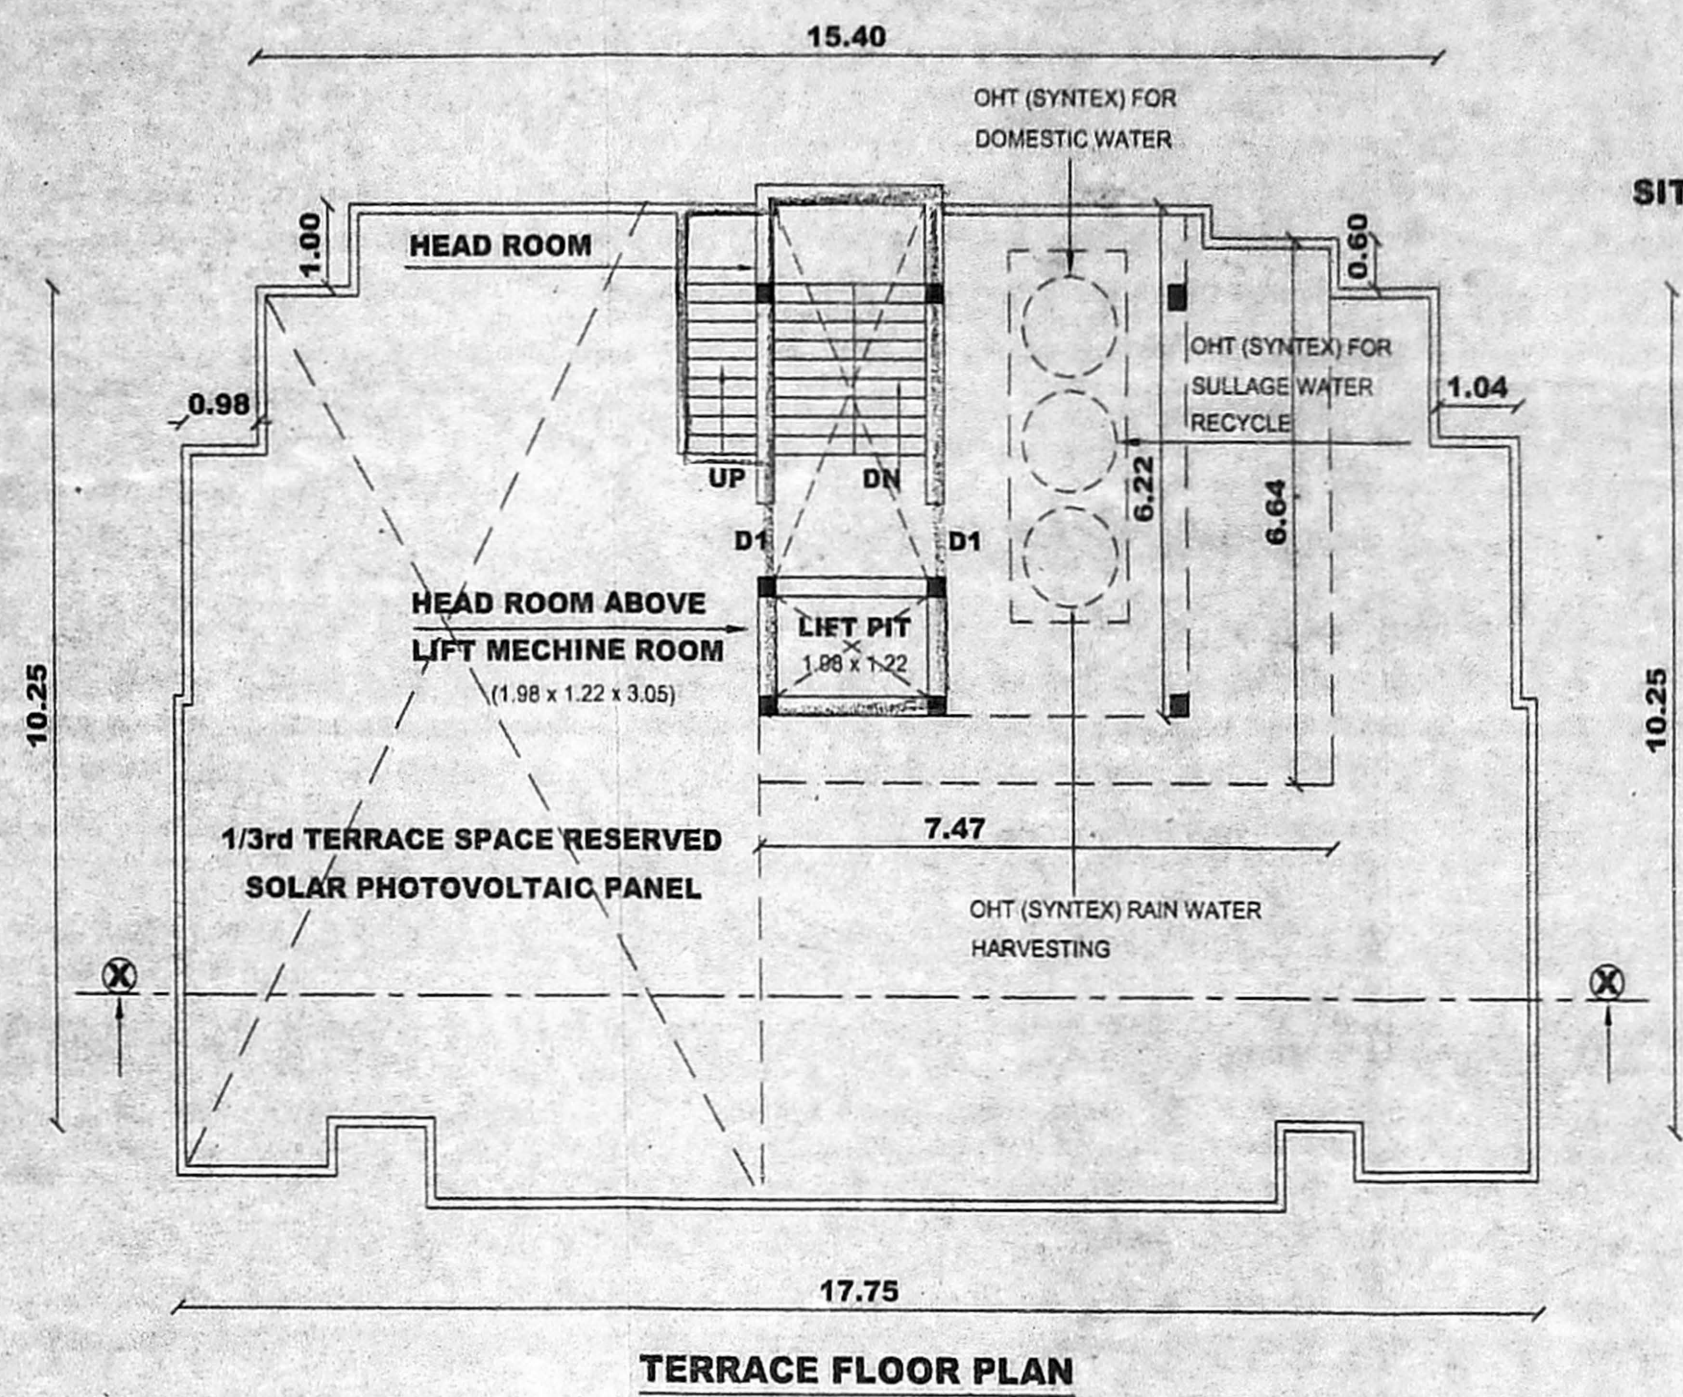 15.40
OHT (SYNTEX) FOR
DOMESTIC WATER
SIT
1.00
HEAD ROOM
0.60
OHT (SYNTEX) FOR
SULLAGE WATER
RECYCLE
0.98
1.04
UP
DN
6.22
6.64
D1
D1
HEAD ROOM ABOVE
LIFT MECHINE ROOM
(1.98 x 1.22 x 3.05)
LIFT PIT
1.98 x 1.22
10.25
10.25
7.47
1/3rd TERRACE SPACE RESERVED
SOLAR PHOTOVOLTAIC PANEL
OHT (SYNTEX) RAIN WATER
HARVESTING
X
X
17.75
TERRACE FLOOR PLAN